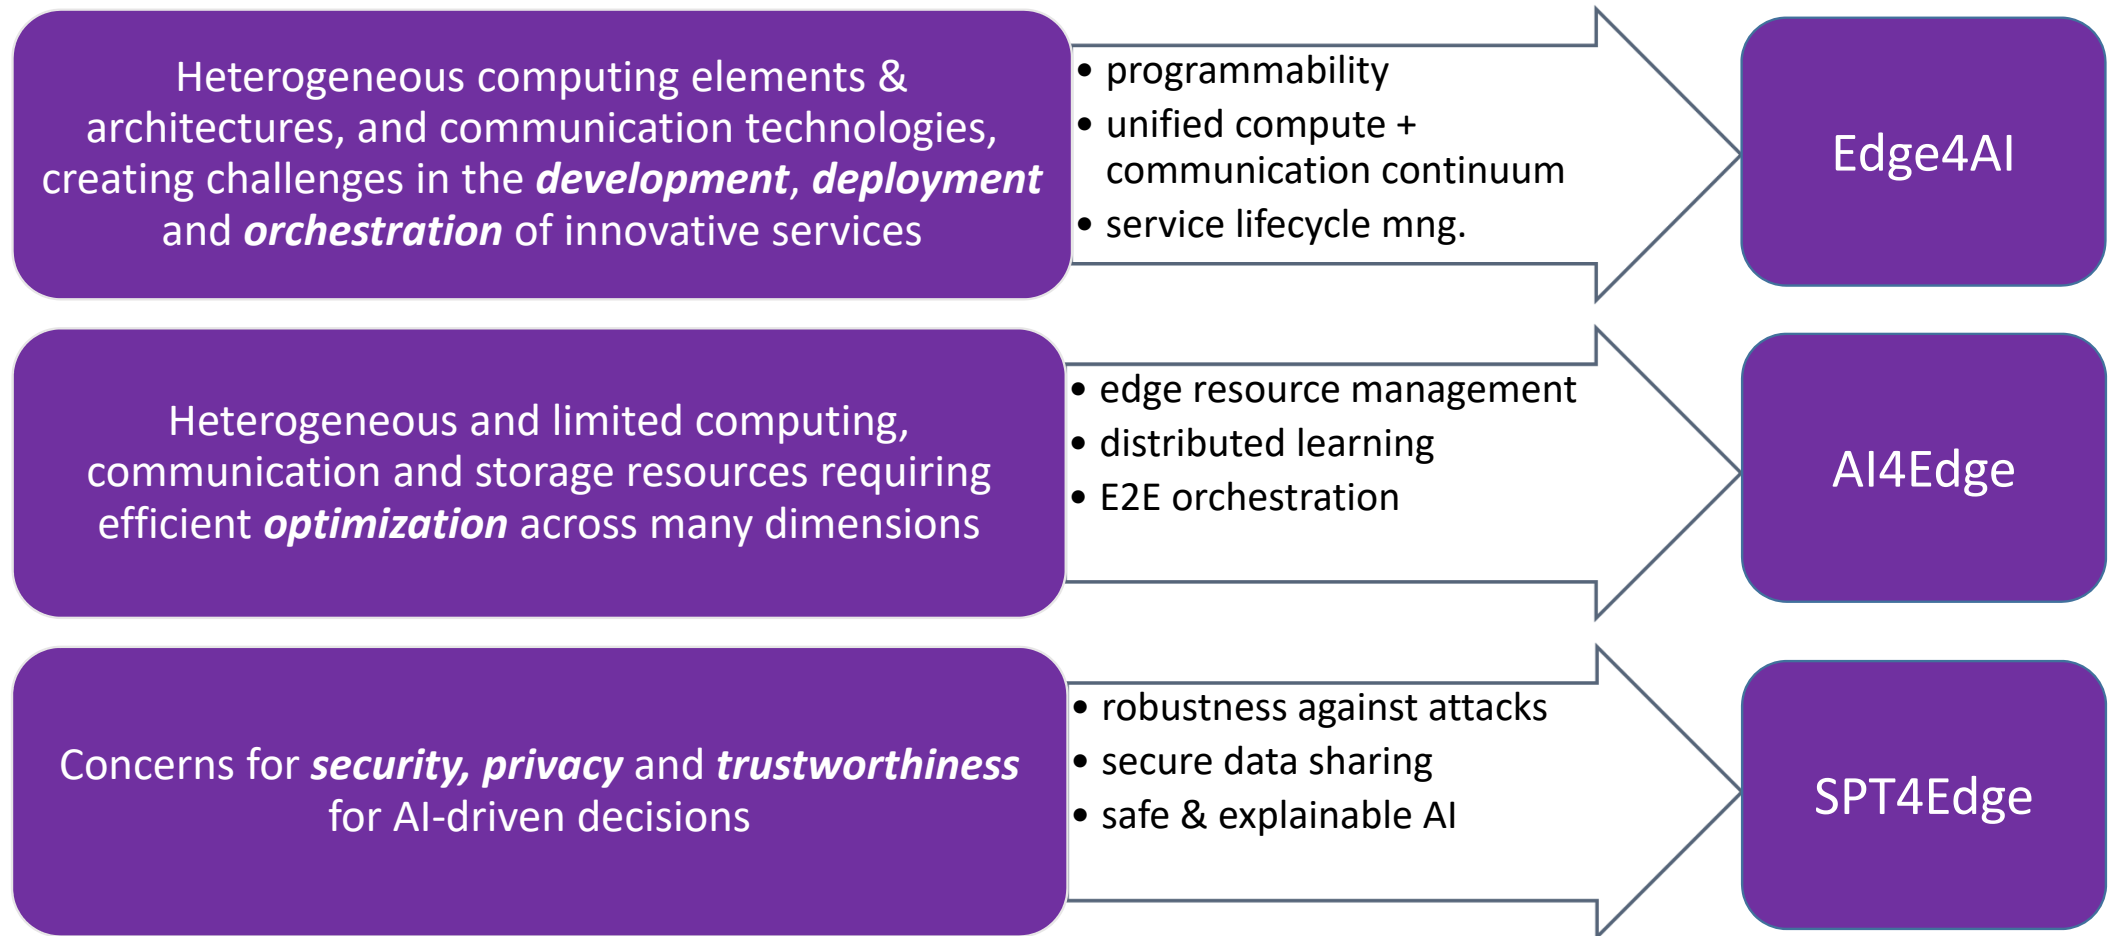 Heterogeneous computing elements &
architectures, and communication technologies,
creating challenges in the development, deployment
and orchestration of innovative services
• programmability
• unified compute +
communication continuum
• service lifecycle mng.
Edge4AI
Heterogeneous and limited computing,
communication and storage resources requiring
efficient optimization across many dimensions
• edge resource management
• distributed learning
• E2E orchestration
AI4Edge
Concerns for security, privacy and trustworthiness
for AI-driven decisions
• robustness against attacks
• secure data sharing
• safe & explainable AI
SPT4Edge